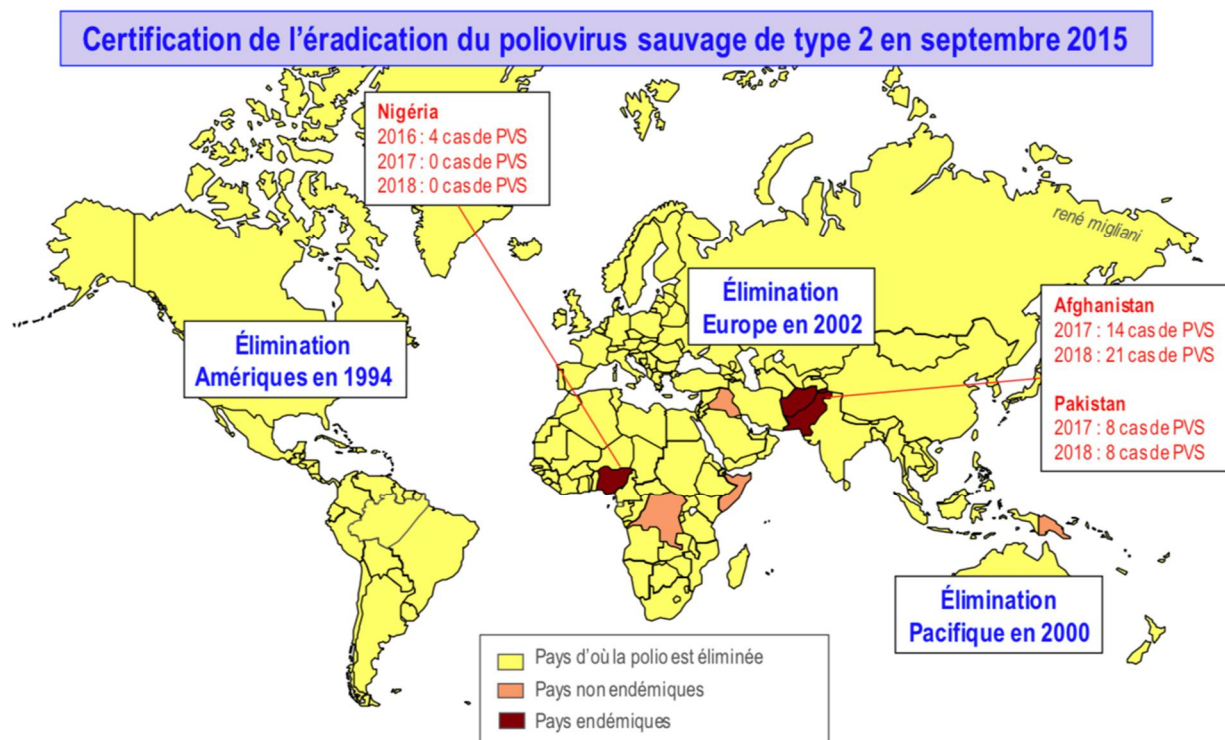 Certification de l’éradication du poliovirus sauvage de type 2 en septembre 2015
Nigéria
2016 : 4 cas de PVS
2017 : 0 cas de PVS
2018 : 0 cas de PVS
rené migliani
Élimination
Europe en 2002
Afghanistan
2017 : 14 cas de PVS
2018 : 21 cas de PVS
Pakistan
2017 : 8 cas de PVS
2018 : 8 cas de PVS
Élimination
Amériques en 1994
Élimination
Pacifique en 2000
Pays d’où la polio est éliminée
Pays non endémiques
Pays endémiques